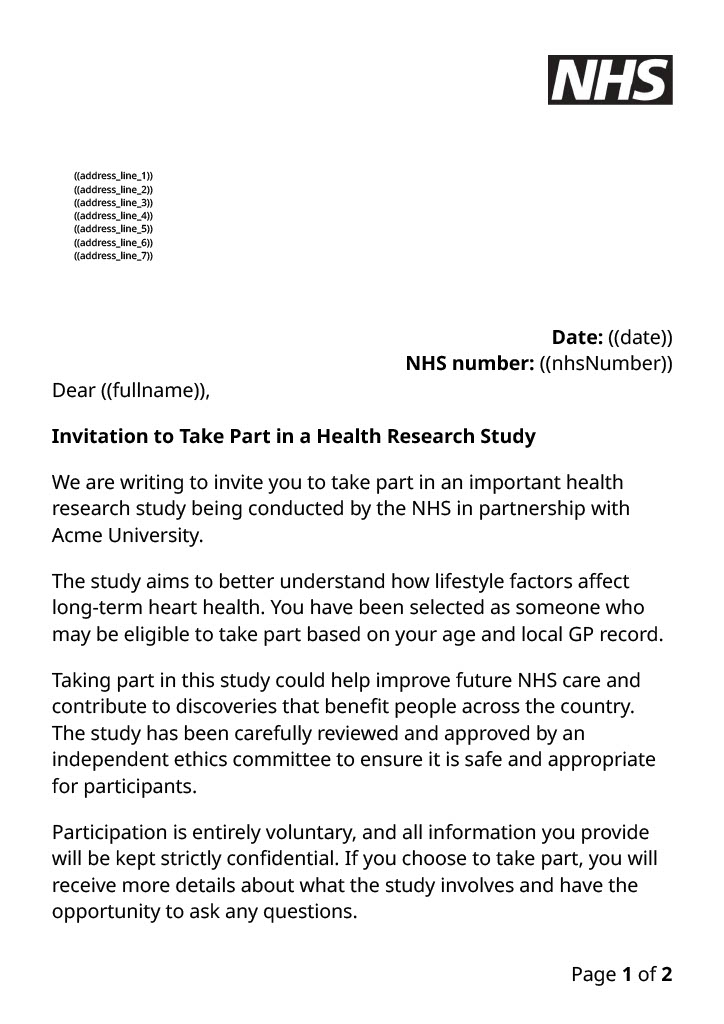 NHS
((address_line_1))
((address_line_2))
((address_line_3))
((address_line_4))
((address_line_5))
((address_line_6))
((address_line_7))
Date: ((date))
NHS number: ((nhsNumber))
Dear ((fullname)),
Invitation to Take Part in a Health Research Study
We are writing to invite you to take part in an important health
research study being conducted by the NHS in partnership with
Acme University.
The study aims to better understand how lifestyle factors affect
long-term heart health. You have been selected as someone who
may be eligible to take part based on your age and local GP record.
Taking part in this study could help improve future NHS care and
contribute to discoveries that benefit people across the country.
The study has been carefully reviewed and approved by an
independent ethics committee to ensure it is safe and appropriate
for participants.
Participation is entirely voluntary, and all information you provide
will be kept strictly confidential. If you choose to take part, you will
receive more details about what the study involves and have the
opportunity to ask any questions.
Page 1 of 2